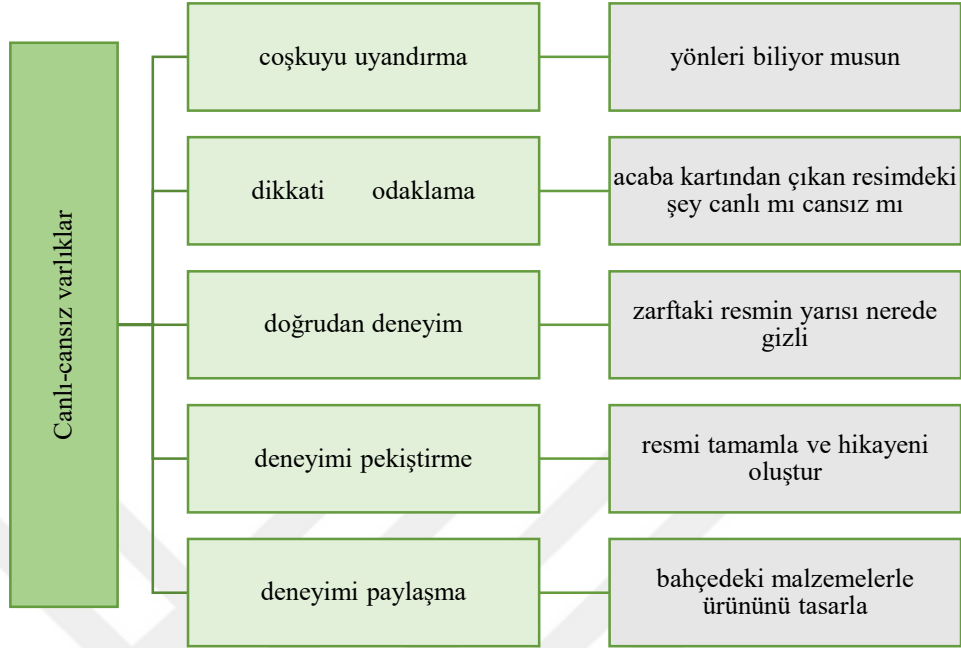 Canlı-cansız varlıklar
coşkuyu uyandırma
yönleri biliyor musun
dikkati odaklama
acaba kartından çıkan resimdeki
şey canlı mı cansız mı
doğrudan deneyim
zarftaki resmin yarısı nerede
gizli
deneyimi pekiştirme
resmi tamamla ve hikayeni
oluştur
deneyimi paylaşma
bahçedeki malzemelerle
ürününü tasarla